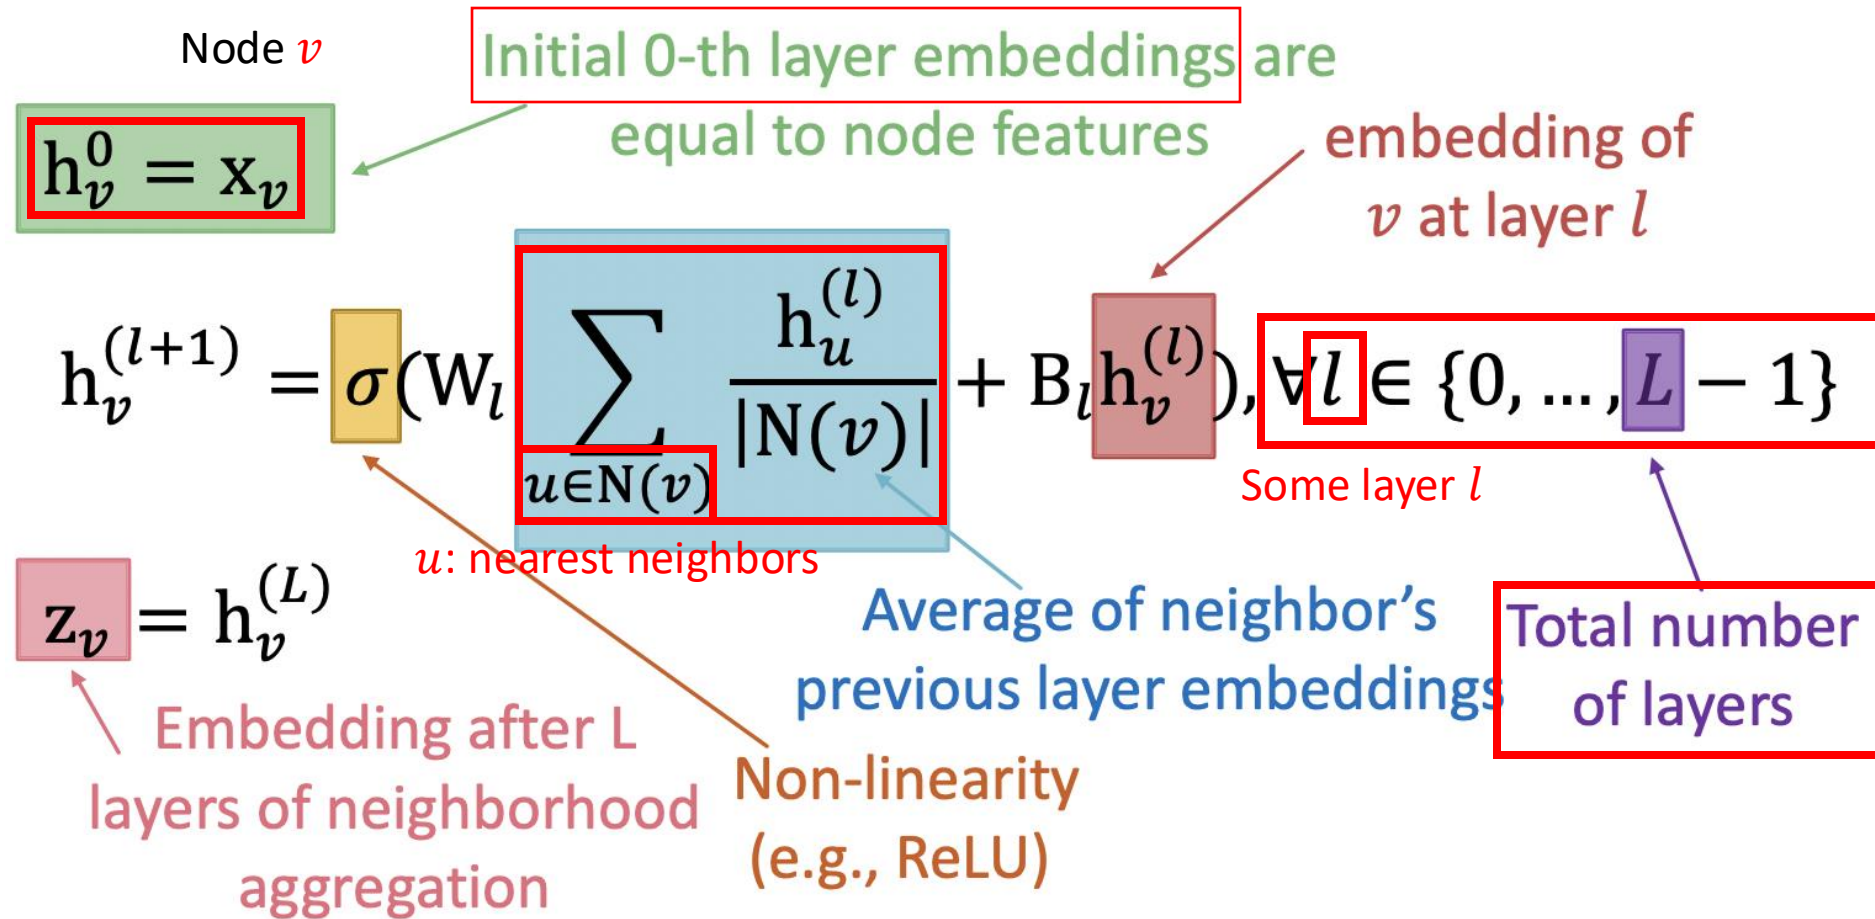 Node v
Initial 0-th layer embeddings are
equal to node features
h_v^0 = x_v
embedding of
v at layer l
h_v^{(l+1)} = σ(W_l ∑_{u∈N(v)} h_u^{(l)} / |N(v)| + B_l h_v^{(l)}), ∀l ∈ {0, ..., L − 1}
Some layer l
u: nearest neighbors
z_v = h_v^{(L)}
Average of neighbor's
previous layer embeddings
Total number
of layers
Embedding after L
layers of neighborhood
aggregation
Non-linearity
(e.g., ReLU)